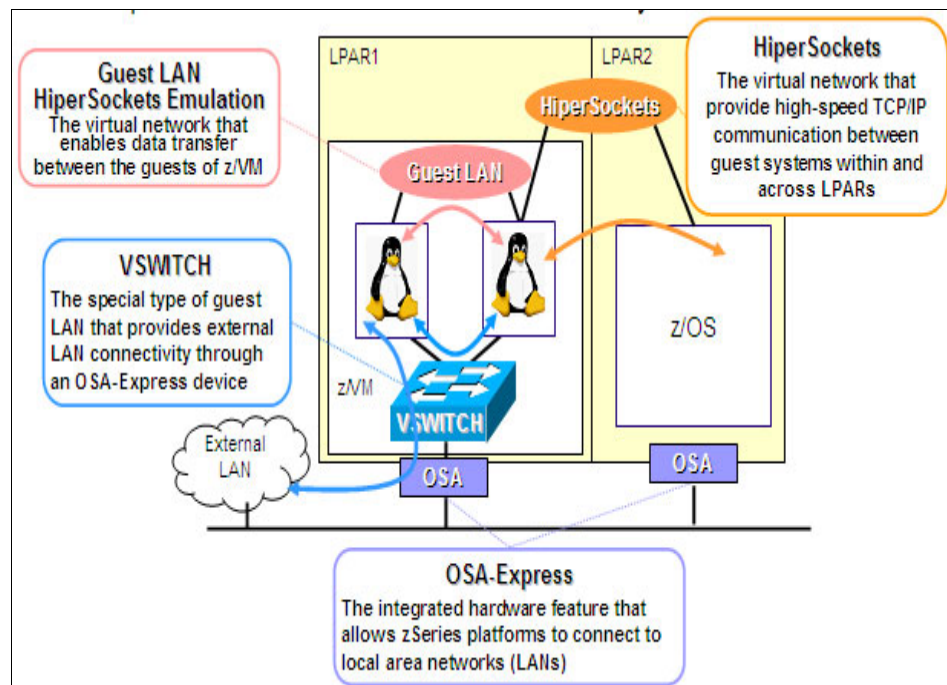 LPAR1
LPAR2
Guest LAN
HiperSockets Emulation
The virtual network that
enables data transfer
between the guests of z/VM
HiperSockets
HiperSockets
The virtual network that
provide high-speed TCP/IP
communication between
guest systems within and
across LPARs
Guest LAN
VSWITCH
The special type of guest
LAN that provides external
LAN connectivity through
an OSA-Express device
z/OS
z/VM
VSWITCH
External
LAN
OSA
OSA
OSA-Express
The integrated hardware feature that
allows zSeries platforms to connect to
local area networks (LANs)